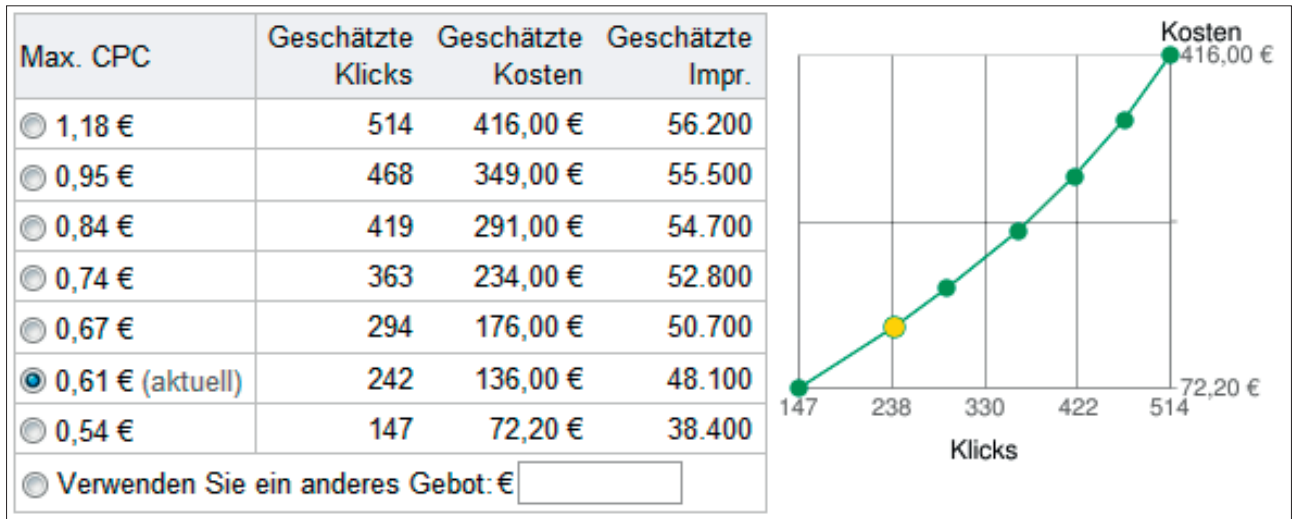 Max. CPC
Geschätzte Klicks
Geschätzte Kosten
Geschätzte Impr.
1,18 € 514 416,00 € 56.200
0,95 € 468 349,00 € 55.500
0,84 € 419 291,00 € 54.700
0,74 € 363 234,00 € 52.800
0,67 € 294 176,00 € 50.700
0,61 € (aktuell) 242 136,00 € 48.100
0,54 € 147 72,20 € 38.400
Verwenden Sie ein anderes Gebot: €
Kosten
416,00 €
72,20 €
147 238 330 422 514
Klicks